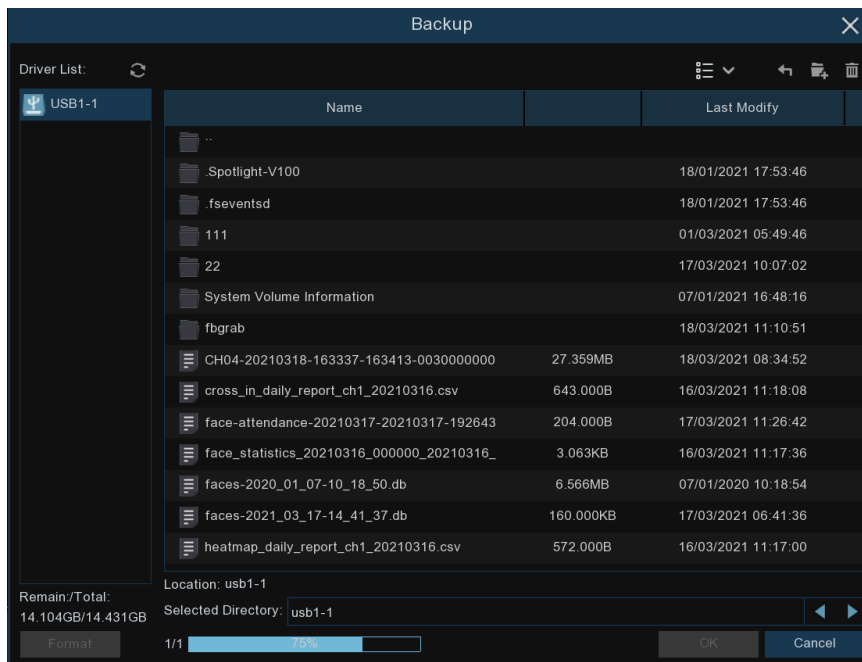 Backup
Driver List:
USB1-1
Name Last Modify
..
.Spotlight-V100 18/01/2021 17:53:46
.fseventsd 18/01/2021 17:53:46
111 01/03/2021 05:49:46
22 17/03/2021 10:07:02
System Volume Information 07/01/2021 16:48:16
fbgrab 18/03/2021 11:10:51
CH04-20210318-163337-163413-0030000000 27.359MB 18/03/2021 08:34:52
cross_in_daily_report_ch1_20210316.csv 643.000B 16/03/2021 11:18:08
face-attendance-20210317-20210317-192643 204.000B 17/03/2021 11:26:42
face_statistics_20210316_000000_20210316_ 3.063KB 16/03/2021 11:17:36
faces-2020_01_07-10_18_50.db 6.566MB 07/01/2020 10:18:54
faces-2021_03_17-14_41_37.db 160.000KB 17/03/2021 06:41:36
heatmap_daily_report_ch1_20210316.csv 572.000B 16/03/2021 11:17:00
Location: usb1-1
Remain:/Total:
14.104GB/14.431GB
Selected Directory: usb1-1
Format 1/1 75% OK Cancel